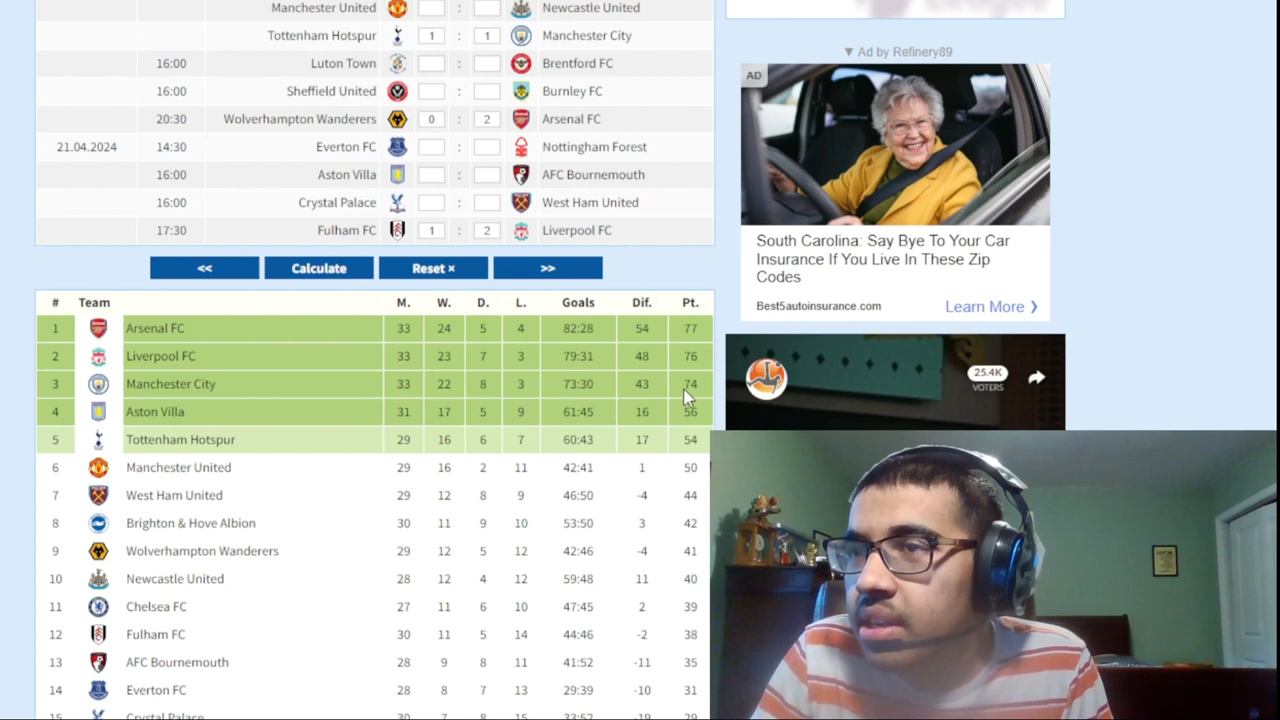 Manchester United : Newcastle United
Tottenham Hotspur 1 : 1 Manchester City
16:00 Luton Town : Brentford FC
16:00 Sheffield United : Burnley FC
20:30 Wolverhampton Wanderers 0 : 2 Arsenal FC
21.04.2024 14:30 Everton FC : Nottingham Forest
16:00 Aston Villa : AFC Bournemouth
16:00 Crystal Palace : West Ham United
17:30 Fulham FC 1 : 2 Liverpool FC
<< Calculate Reset × >>
# Team M. W. D. L. Goals Dif. Pt.
1 Arsenal FC 33 24 5 4 82:28 54 77
2 Liverpool FC 33 23 7 3 79:31 48 76
3 Manchester City 33 22 8 3 73:30 43 74
4 Aston Villa 31 17 5 9 61:45 16 56
5 Tottenham Hotspur 29 16 6 7 60:43 17 54
6 Manchester United 29 16 2 11 42:41 1 50
7 West Ham United 29 12 8 9 46:50 -4 44
8 Brighton & Hove Albion 30 11 9 10 53:50 3 42
9 Wolverhampton Wanderers 29 12 5 12 42:46 -4 41
10 Newcastle United 28 12 4 12 59:48 11 40
11 Chelsea FC 27 11 6 10 47:45 2 39
12 Fulham FC 30 11 5 14 44:46 -2 38
13 AFC Bournemouth 28 9 8 11 41:52 -11 35
14 Everton FC 28 8 7 13 29:39 -10 31
15 Crystal Palace 30 7 8 15 33:52 -19 29
▼ Ad by Refinery89
AD
South Carolina: Say Bye To Your Car
Insurance If You Live In These Zip
Codes
Best5autoinsurance.com Learn More ❯
25.4K
VOTERS